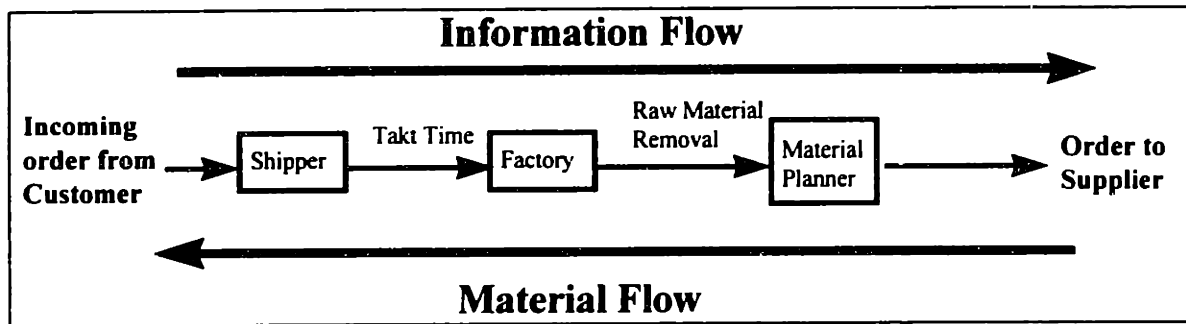 Information Flow
Incoming
order from
Customer
Shipper
Takt Time
Factory
Raw Material
Removal
Material
Planner
Order to
Supplier
Material Flow